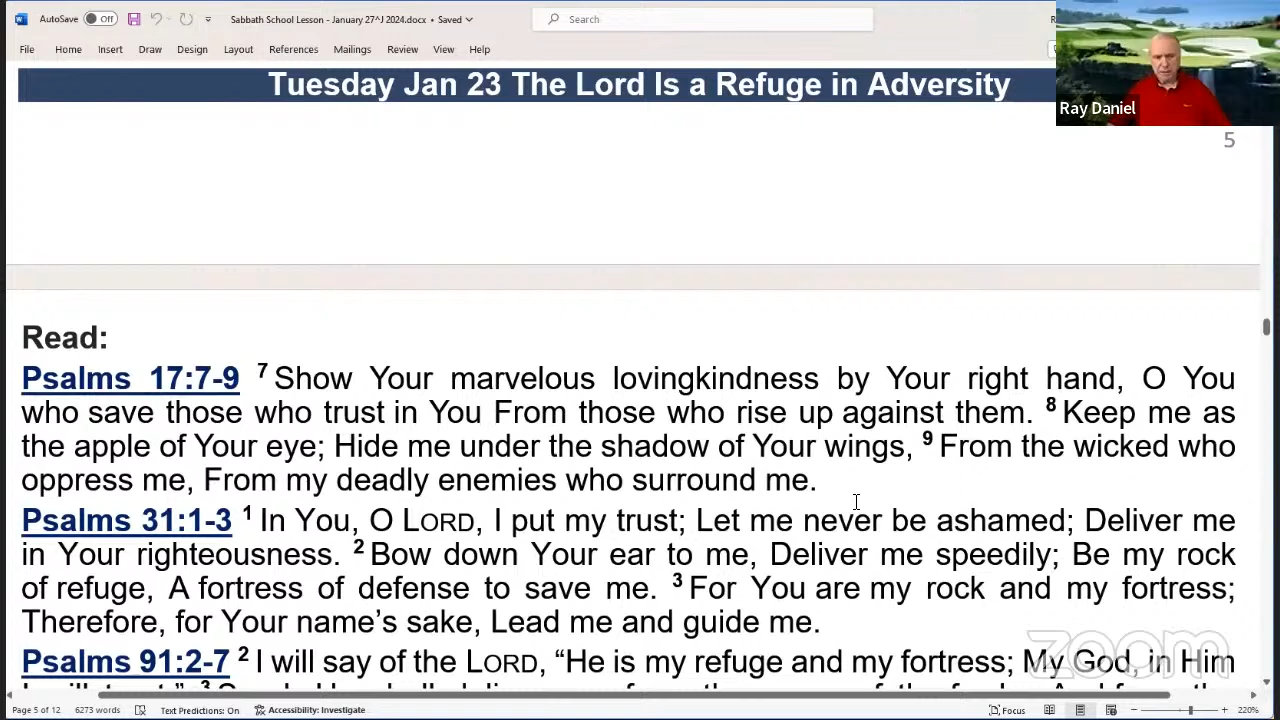 AutoSave Off Sabbath School Lesson - January 27^J 2024.docx • Saved Search
File Home Insert Draw Design Layout References Mailings Review View Help
Tuesday Jan 23 The Lord Is a Refuge in Adversity
Ray Daniel
5
Read:
Psalms 17:7-9 7 Show Your marvelous lovingkindness by Your right hand, O You
who save those who trust in You From those who rise up against them. 8 Keep me as
the apple of Your eye; Hide me under the shadow of Your wings, 9 From the wicked who
oppress me, From my deadly enemies who surround me.
Psalms 31:1-3 1 In You, O LORD, I put my trust; Let me never be ashamed; Deliver me
in Your righteousness. 2 Bow down Your ear to me, Deliver me speedily; Be my rock
of refuge, A fortress of defense to save me. 3 For You are my rock and my fortress;
Therefore, for Your name's sake, Lead me and guide me.
zoom
Psalms 91:2-7 2 I will say of the LORD, “He is my refuge and my fortress; My God, in Him
Page 5 of 12 6273 words Text Predictions: On Accessibility: Investigate Focus 220%